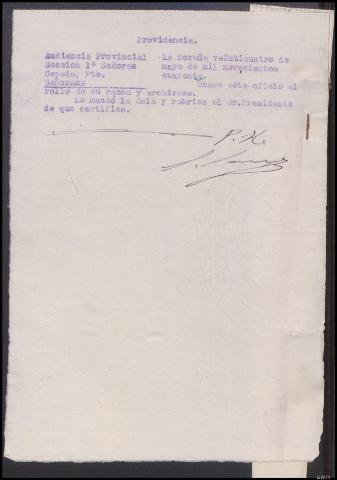 Providencia.
Audiencia Provincial -La Coruña veinticuatro de
Seccion 1ª Señores mayo de mil novecientos
Cepeda, Pte. cuarenta
Seborano Unase este oficio al
rollo de su razon y archivese.
Lo mandó la Sala y rubrica el Sr.Presidente
de que certifico.
P. H.